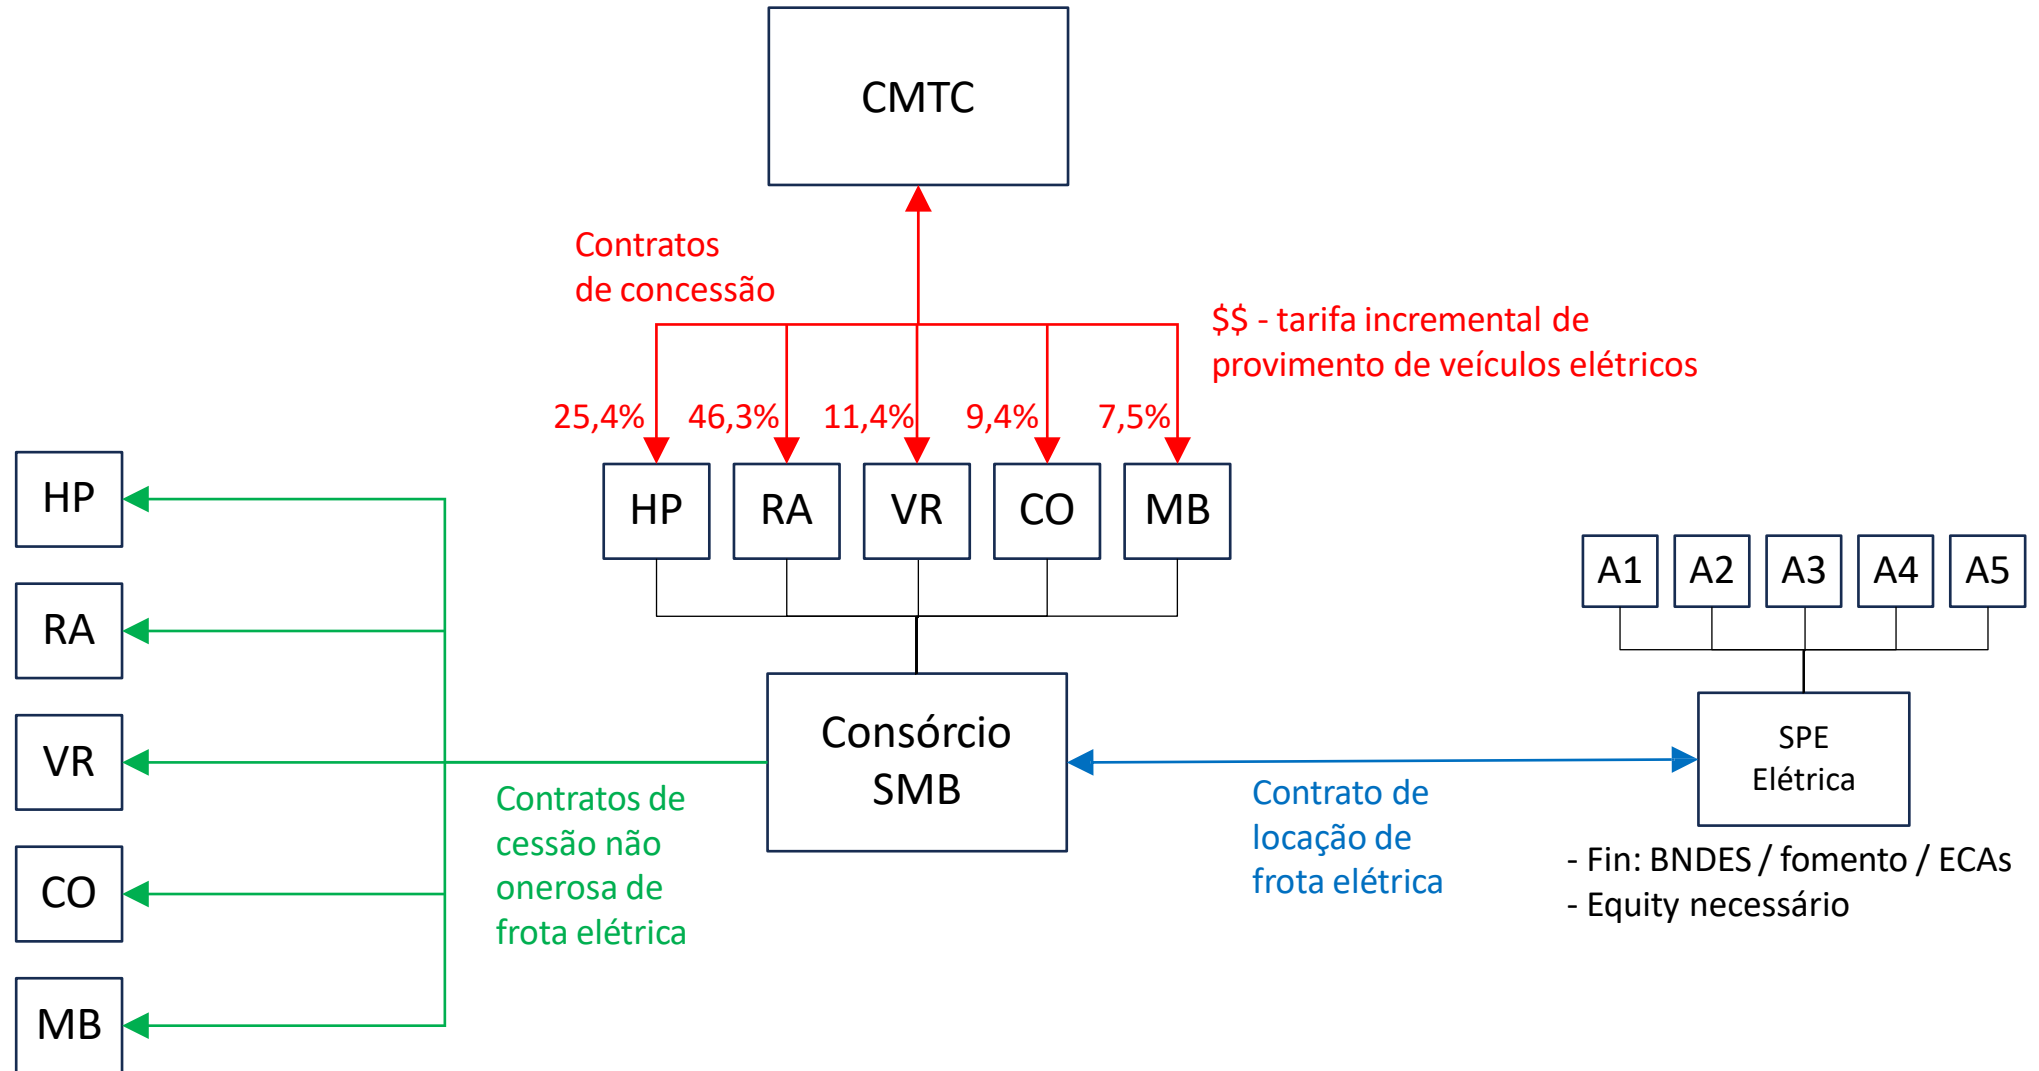 CMTC
Contratos
de concessão
$$ - tarifa incremental de
provimento de veículos elétricos
25,4% 46,3% 11,4% 9,4% 7,5%
HP RA VR CO MB
HP
RA
VR
CO
MB
Contratos de
cessão não
onerosa de
frota elétrica
Consórcio
SMB
Contrato de
locação de
frota elétrica
A1 A2 A3 A4 A5
SPE
Elétrica
- Fin: BNDES / fomento / ECAs
- Equity necessário